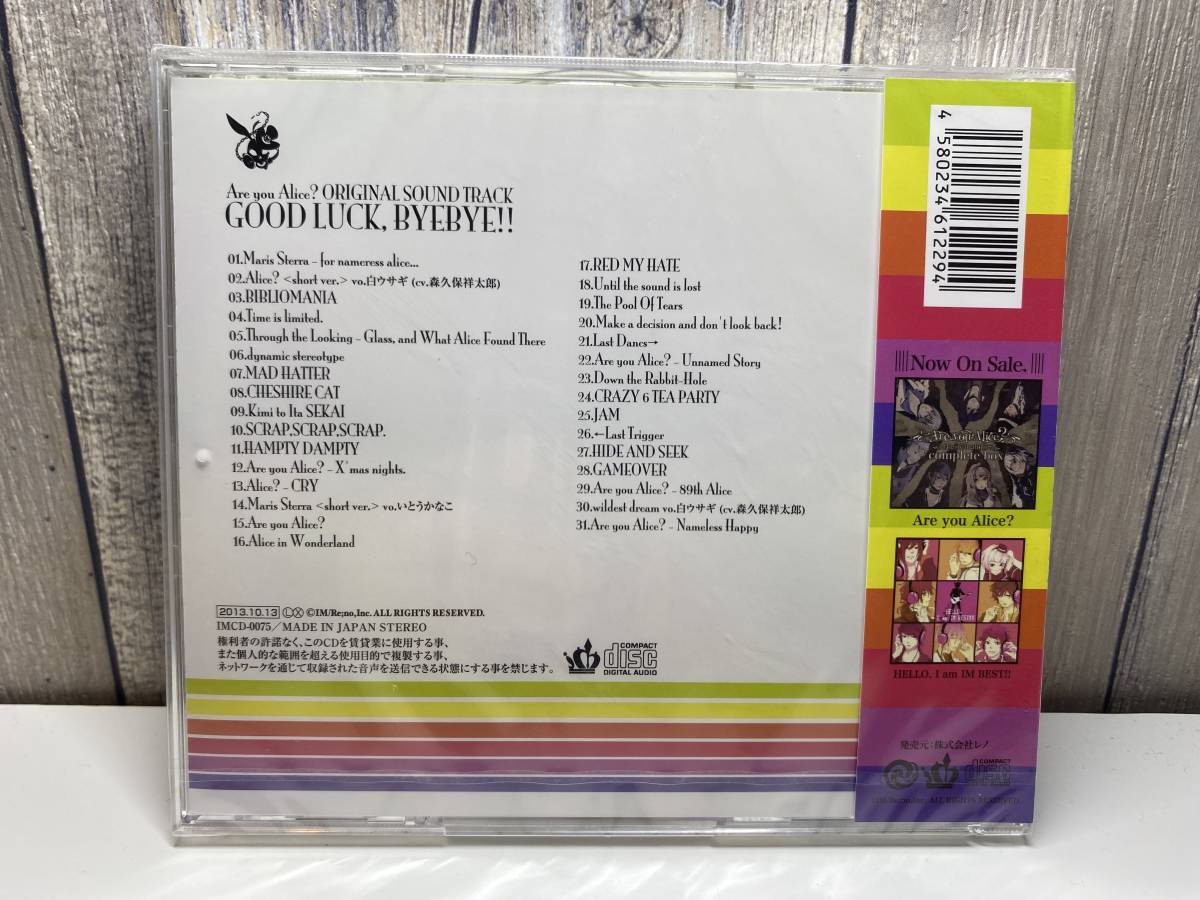 Are you Alice? ORIGINAL SOUND TRACK
GOOD LUCK, BYEBYE!!
01.Maris Sterra – for nameress alice...
02.Alice? <short ver.> vo.白ウサギ (cv.森久保祥太郎)
03.BIBLIOMANIA
04.Time is limited.
05.Through the Looking – Glass, and What Alice Found There
06.dynamic stereotype
07.MAD HATTER
08.CHESHIRE CAT
09.Kimi to Ita SEKAI
10.SCRAP,SCRAP,SCRAP.
11.HAMPTY DAMPTY
12.Are you Alice? – X'mas nights.
13.Alice? – CRY
14.Maris Sterra <short ver.> vo.いとうかなこ
15.Are you Alice?
16.Alice in Wonderland
17.RED MY HATE
18.Until the sound is lost
19.The Pool Of Tears
20.Make a decision and don't look back!
21.Last Dancs→
22.Are you Alice? – Unnamed Story
23.Down the Rabbit-Hole
24.CRAZY 6 TEA PARTY
25.JAM
26.←Last Trigger
27.HIDE AND SEEK
28.GAMEOVER
29.Are you Alice? – 89th Alice
30.wildest dream vo.白ウサギ (cv.森久保祥太郎)
31.Are you Alice? – Nameless Happy
2013.10.13 LX ©IM/Re;no,Inc. ALL RIGHTS RESERVED.
IMCD-0075／MADE IN JAPAN STEREO
権利者の許諾なく、このCDを賃貸業に使用する事、
また個人的な範囲を超える使用目的で複製する事、
ネットワークを通じて収録された音声を送信できる状態にする事を禁じます。
COMPACT
disc
DIGITAL AUDIO
4 580234 612294
Now On Sale.
Are you Alice?
complete box
Are you Alice?
HELLO, I am IM BEST!!
発売元：株式会社レノ
COMPACT
disc
DIGITAL AUDIO
©IM/Re;no,Inc. ALL RIGHTS RESERVED.